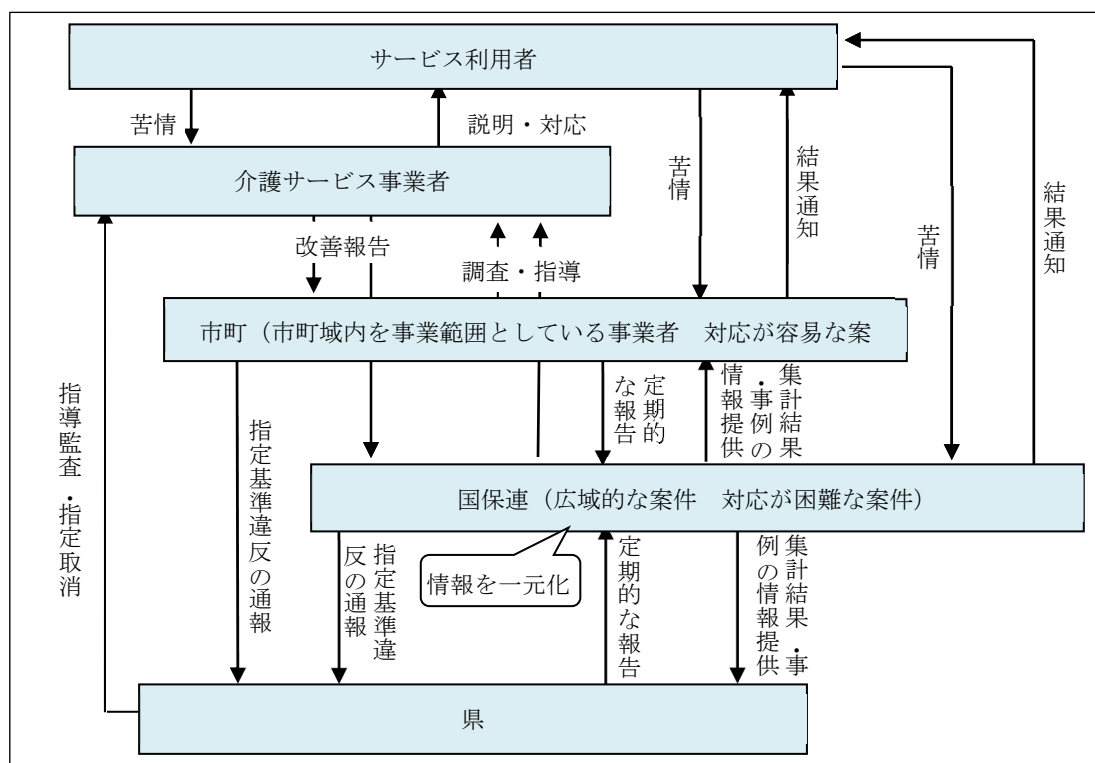 サービス利用者
苦情
説明・対応
介護サービス事業者
苦情
結果通知
苦情
結果通知
改善報告
調査・指導
市町（市町域内を事業範囲としている事業者　対応が容易な案
指導監査・指定取消
指定基準違反の通報
定期的
な報告
集計結果
・事例の
情報提供
国保連（広域的な案件　対応が困難な案件）
情報を一元化
指定基準違
反の通報
定期的な報告
集計結果・事
例の情報提供
県